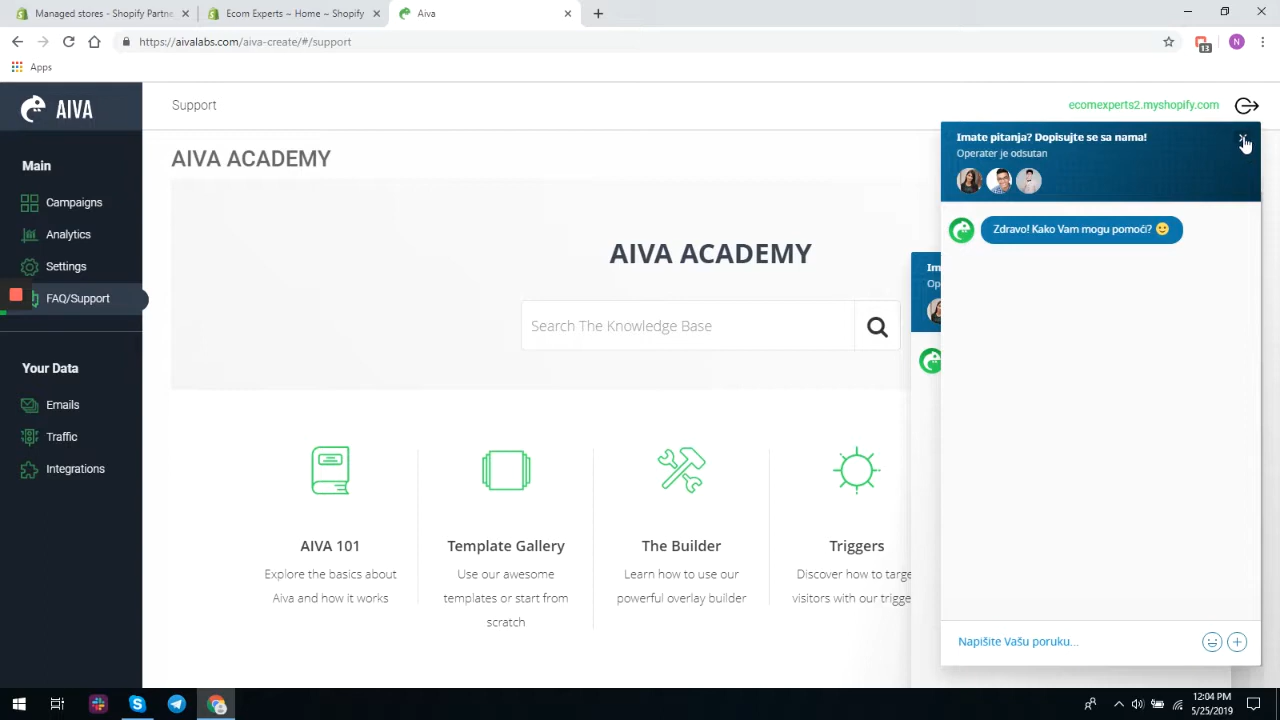 Managed stores - Shopify Partne
Ecom Experts ~ Home ~ Shopify
Aiva
https://aivalabs.com/aiva-create/#/support
13
N
Apps
AIVA
Support
ecomexperts2.myshopify.com
Main
Campaigns
Analytics
Settings
FAQ/Support
Your Data
Emails
Traffic
Integrations
AIVA ACADEMY
AIVA ACADEMY
Search The Knowledge Base
AIVA 101
Explore the basics about
Aiva and how it works
Template Gallery
Use our awesome
templates or start from
scratch
The Builder
Learn how to use our
powerful overlay builder
Triggers
Discover how to targe
visitors with our trigge
Im
Op
Imate pitanja? Dopisujte se sa nama!
Operater je odsutan
Zdravo! Kako Vam mogu pomoći? 🙂
Napišite Vašu poruku...
12:04 PM
5/25/2019